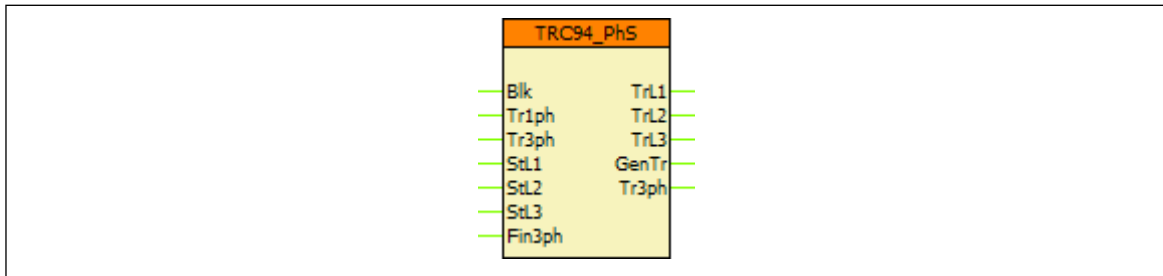 TRC94_PhS
Blk TrL1
Tr1ph TrL2
Tr3ph TrL3
StL1 GenTr
StL2 Tr3ph
StL3
Fin3ph